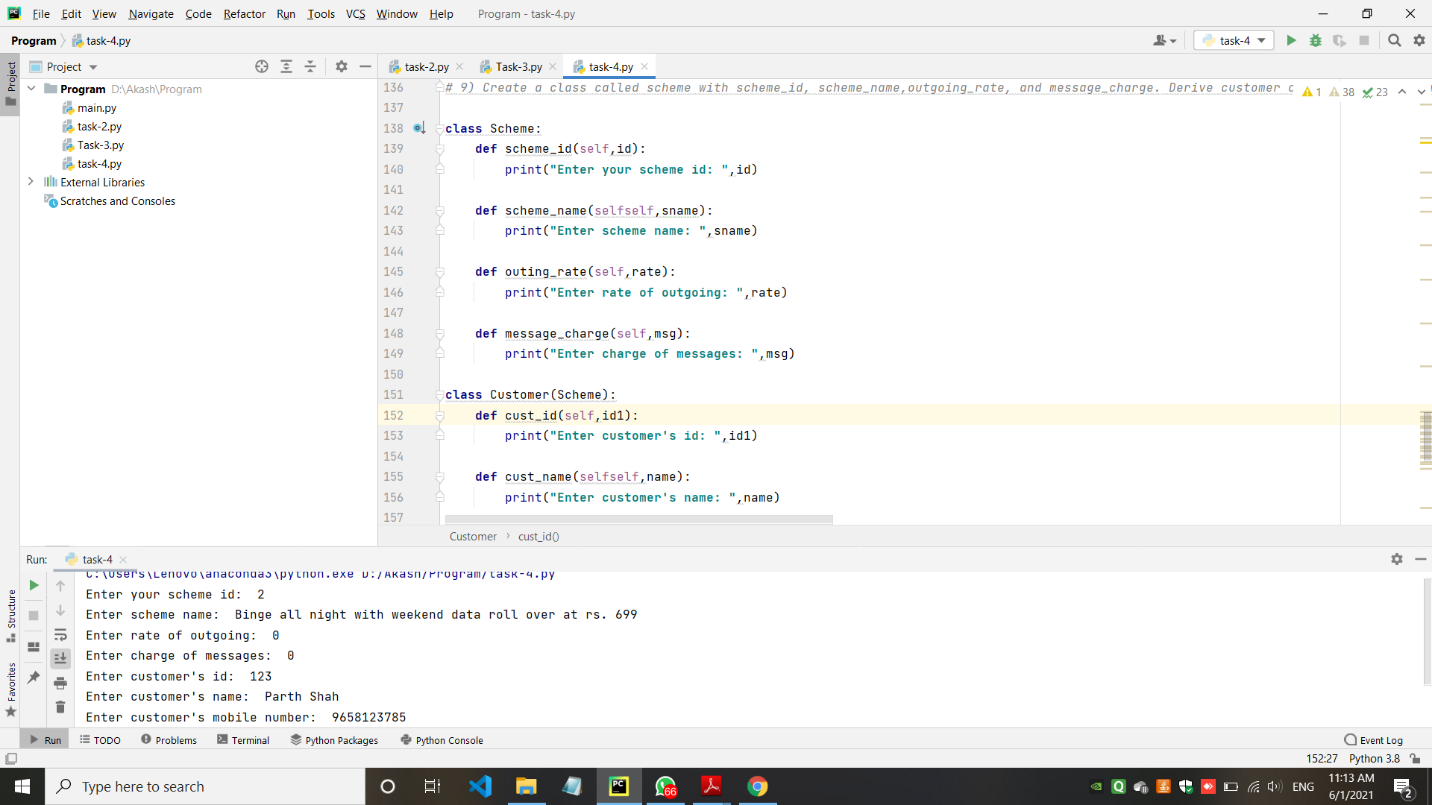 File Edit View Navigate Code Refactor Run Tools VCS Window Help Program - task-4.py
Program task-4.py task-4
Project task-2.py Task-3.py task-4.py
Project
Program D:\Akash\Program
main.py
task-2.py
Task-3.py
task-4.py
External Libraries
Scratches and Consoles
1 38 23
136 # 9) Create a class called scheme with scheme_id, scheme_name,outgoing_rate, and message_charge. Derive customer c
137
138 class Scheme:
139 def scheme_id(self,id):
140 print("Enter your scheme id: ",id)
141
142 def scheme_name(selfself,sname):
143 print("Enter scheme name: ",sname)
144
145 def outing_rate(self,rate):
146 print("Enter rate of outgoing: ",rate)
147
148 def message_charge(self,msg):
149 print("Enter charge of messages: ",msg)
150
151 class Customer(Scheme):
152 def cust_id(self,id1):
153 print("Enter customer's id: ",id1)
154
155 def cust_name(selfself,name):
156 print("Enter customer's name: ",name)
157
Customer cust_id()
Run: task-4
C:\Users\Lenovo\anaconda3\python.exe D:/Akash/Program/task-4.py
Enter your scheme id:  2
Enter scheme name:  Binge all night with weekend data roll over at rs. 699
Enter rate of outgoing:  0
Enter charge of messages:  0
Enter customer's id:  123
Enter customer's name:  Parth Shah
Enter customer's mobile number:  9658123785
Structure
Favorites
Run TODO Problems Terminal Python Packages Python Console Event Log
152:27 Python 3.8
Type here to search PC 66 ENG 11:13 AM
6/1/2021 2